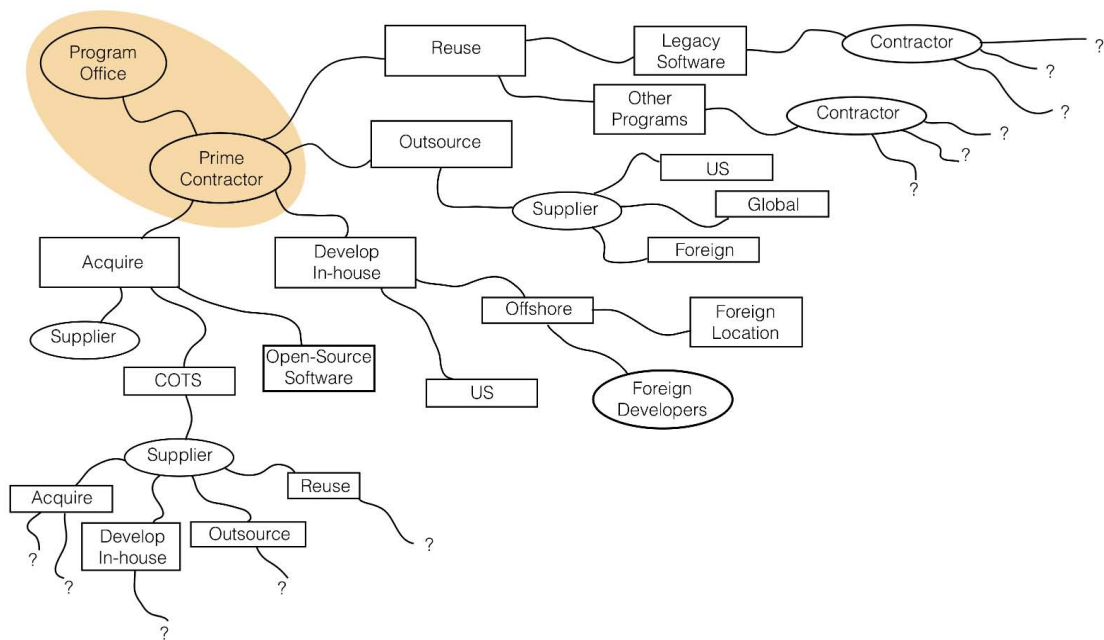 Program
Office
Prime
Contractor
Reuse
Legacy
Software
Contractor
?
?
?
Other
Programs
Contractor
?
?
?
Outsource
Supplier
US
Global
Foreign
Acquire
Supplier
COTS
Open-Source
Software
Develop
In-house
US
Offshore
Foreign
Location
Foreign
Developers
Supplier
Acquire
?
?
Develop
In-house
?
Outsource
?
Reuse
?